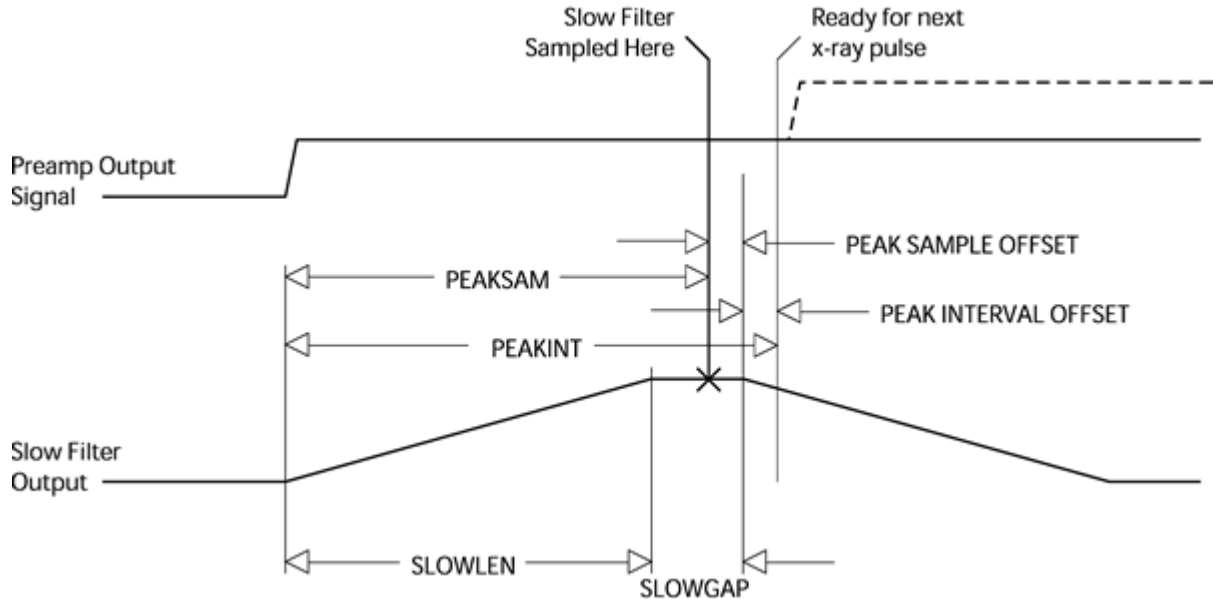 Slow Filter
Sampled Here
Ready for next
x-ray pulse
Preamp Output
Signal
PEAK SAMPLE OFFSET
PEAKSAM
PEAK INTERVAL OFFSET
PEAKINT
Slow Filter
Output
SLOWLEN
SLOWGAP